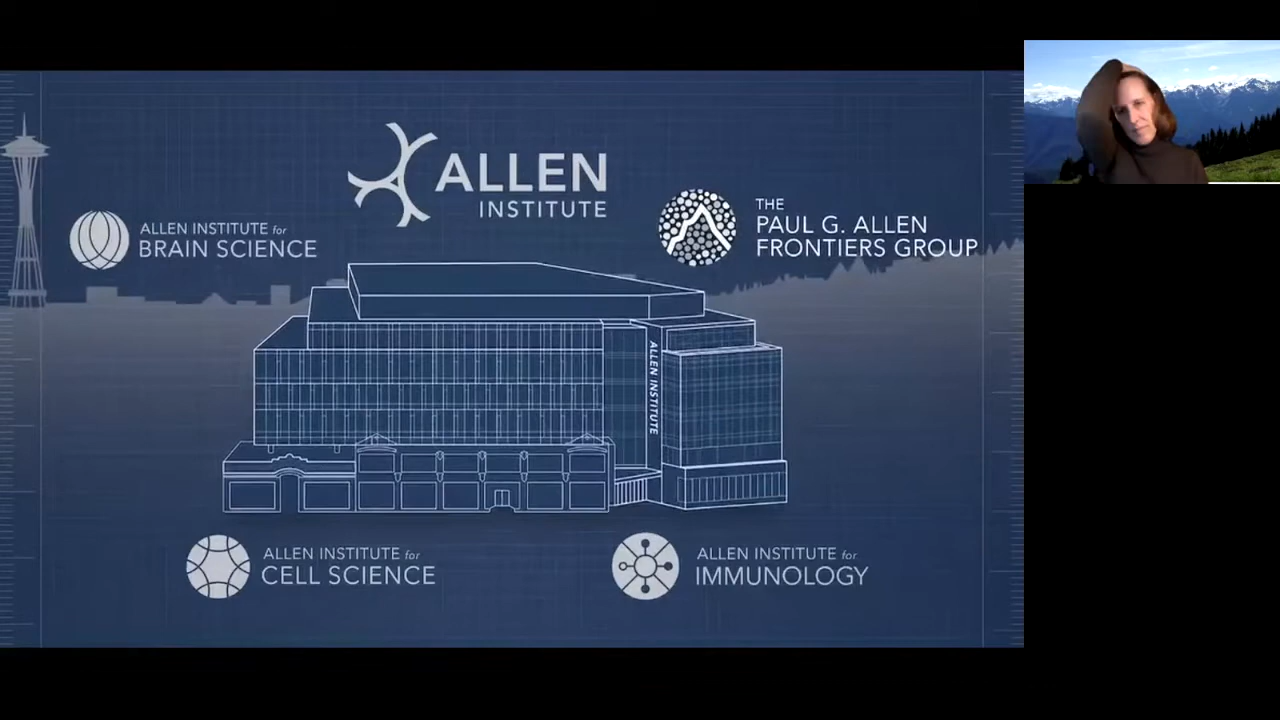 ALLEN
INSTITUTE
ALLEN INSTITUTE for
BRAIN SCIENCE
THE
PAUL G. ALLEN
FRONTIERS GROUP
ALLEN INSTITUTE
ALLEN INSTITUTE for
CELL SCIENCE
ALLEN INSTITUTE for
IMMUNOLOGY